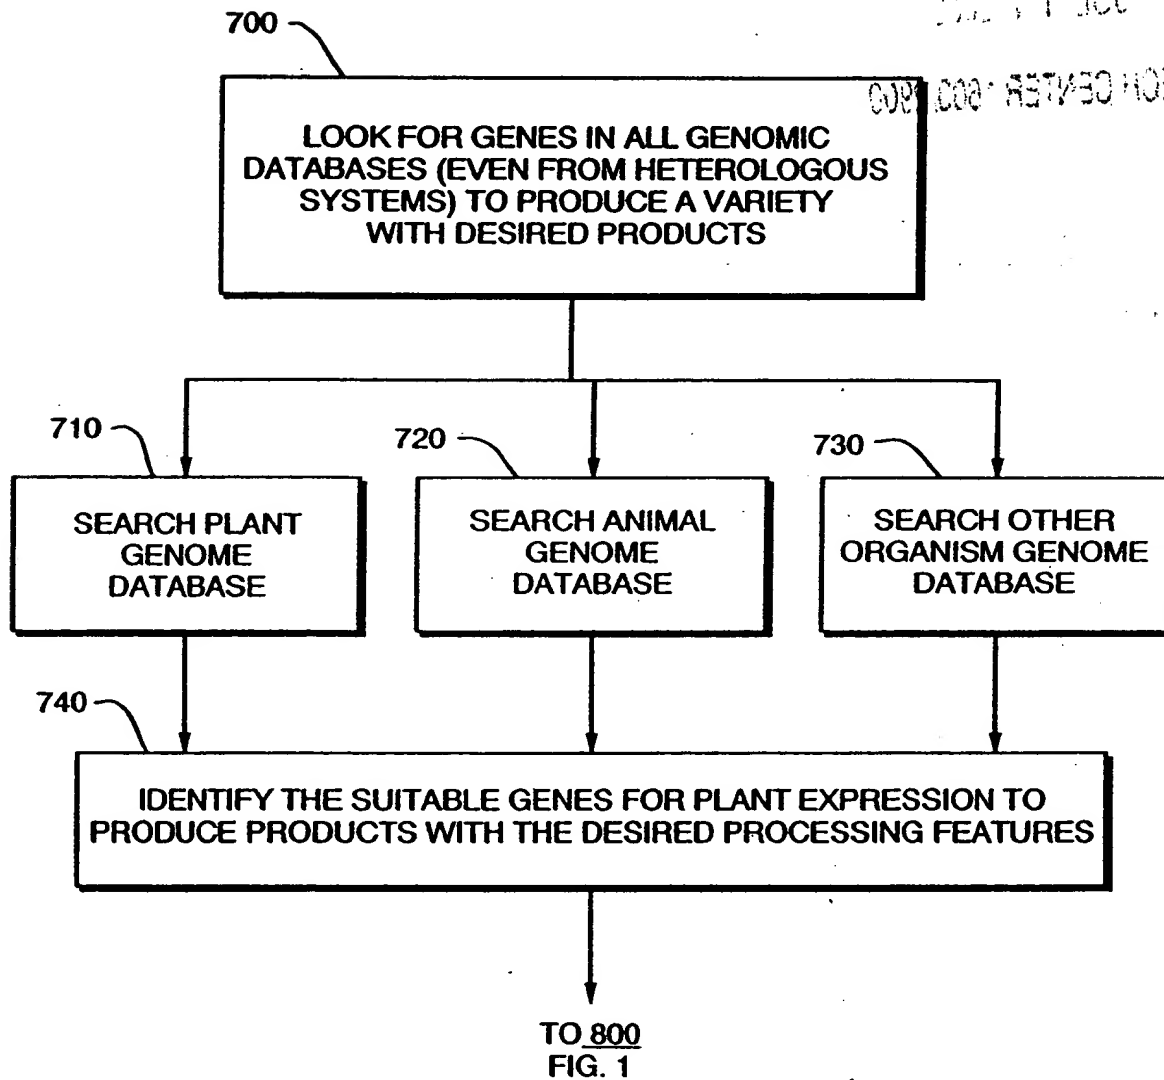 700
LOOK FOR GENES IN ALL GENOMIC
DATABASES (EVEN FROM HETEROLOGOUS
SYSTEMS) TO PRODUCE A VARIETY
WITH DESIRED PRODUCTS
710
720
730
SEARCH PLANT
GENOME
DATABASE
SEARCH ANIMAL
GENOME
DATABASE
SEARCH OTHER
ORGANISM GENOME
DATABASE
740
IDENTIFY THE SUITABLE GENES FOR PLANT EXPRESSION TO
PRODUCE PRODUCTS WITH THE DESIRED PROCESSING FEATURES
TO 800
FIG. 1